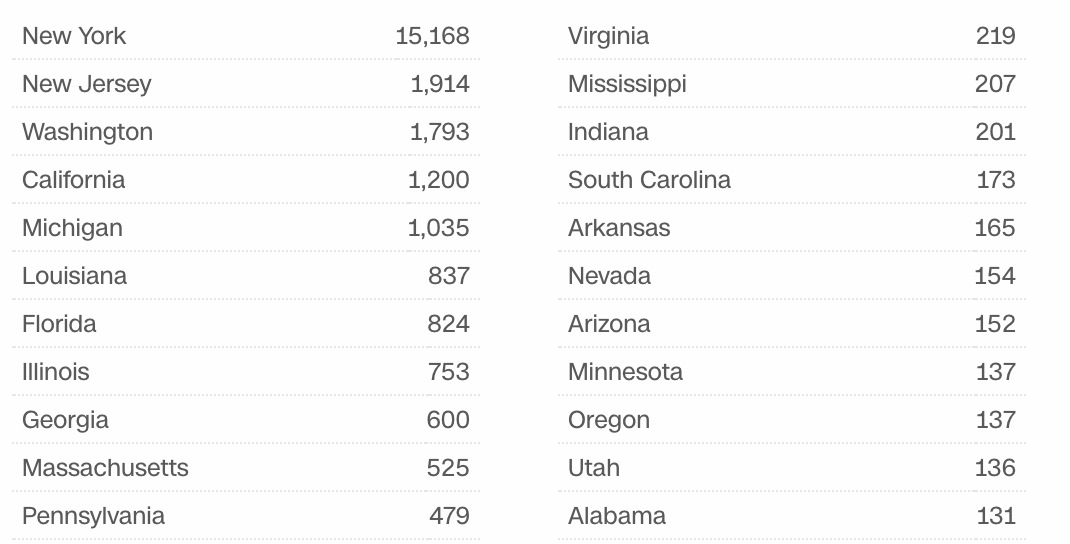 New York 15,168
New Jersey 1,914
Washington 1,793
California 1,200
Michigan 1,035
Louisiana 837
Florida 824
Illinois 753
Georgia 600
Massachusetts 525
Pennsylvania 479
Virginia 219
Mississippi 207
Indiana 201
South Carolina 173
Arkansas 165
Nevada 154
Arizona 152
Minnesota 137
Oregon 137
Utah 136
Alabama 131